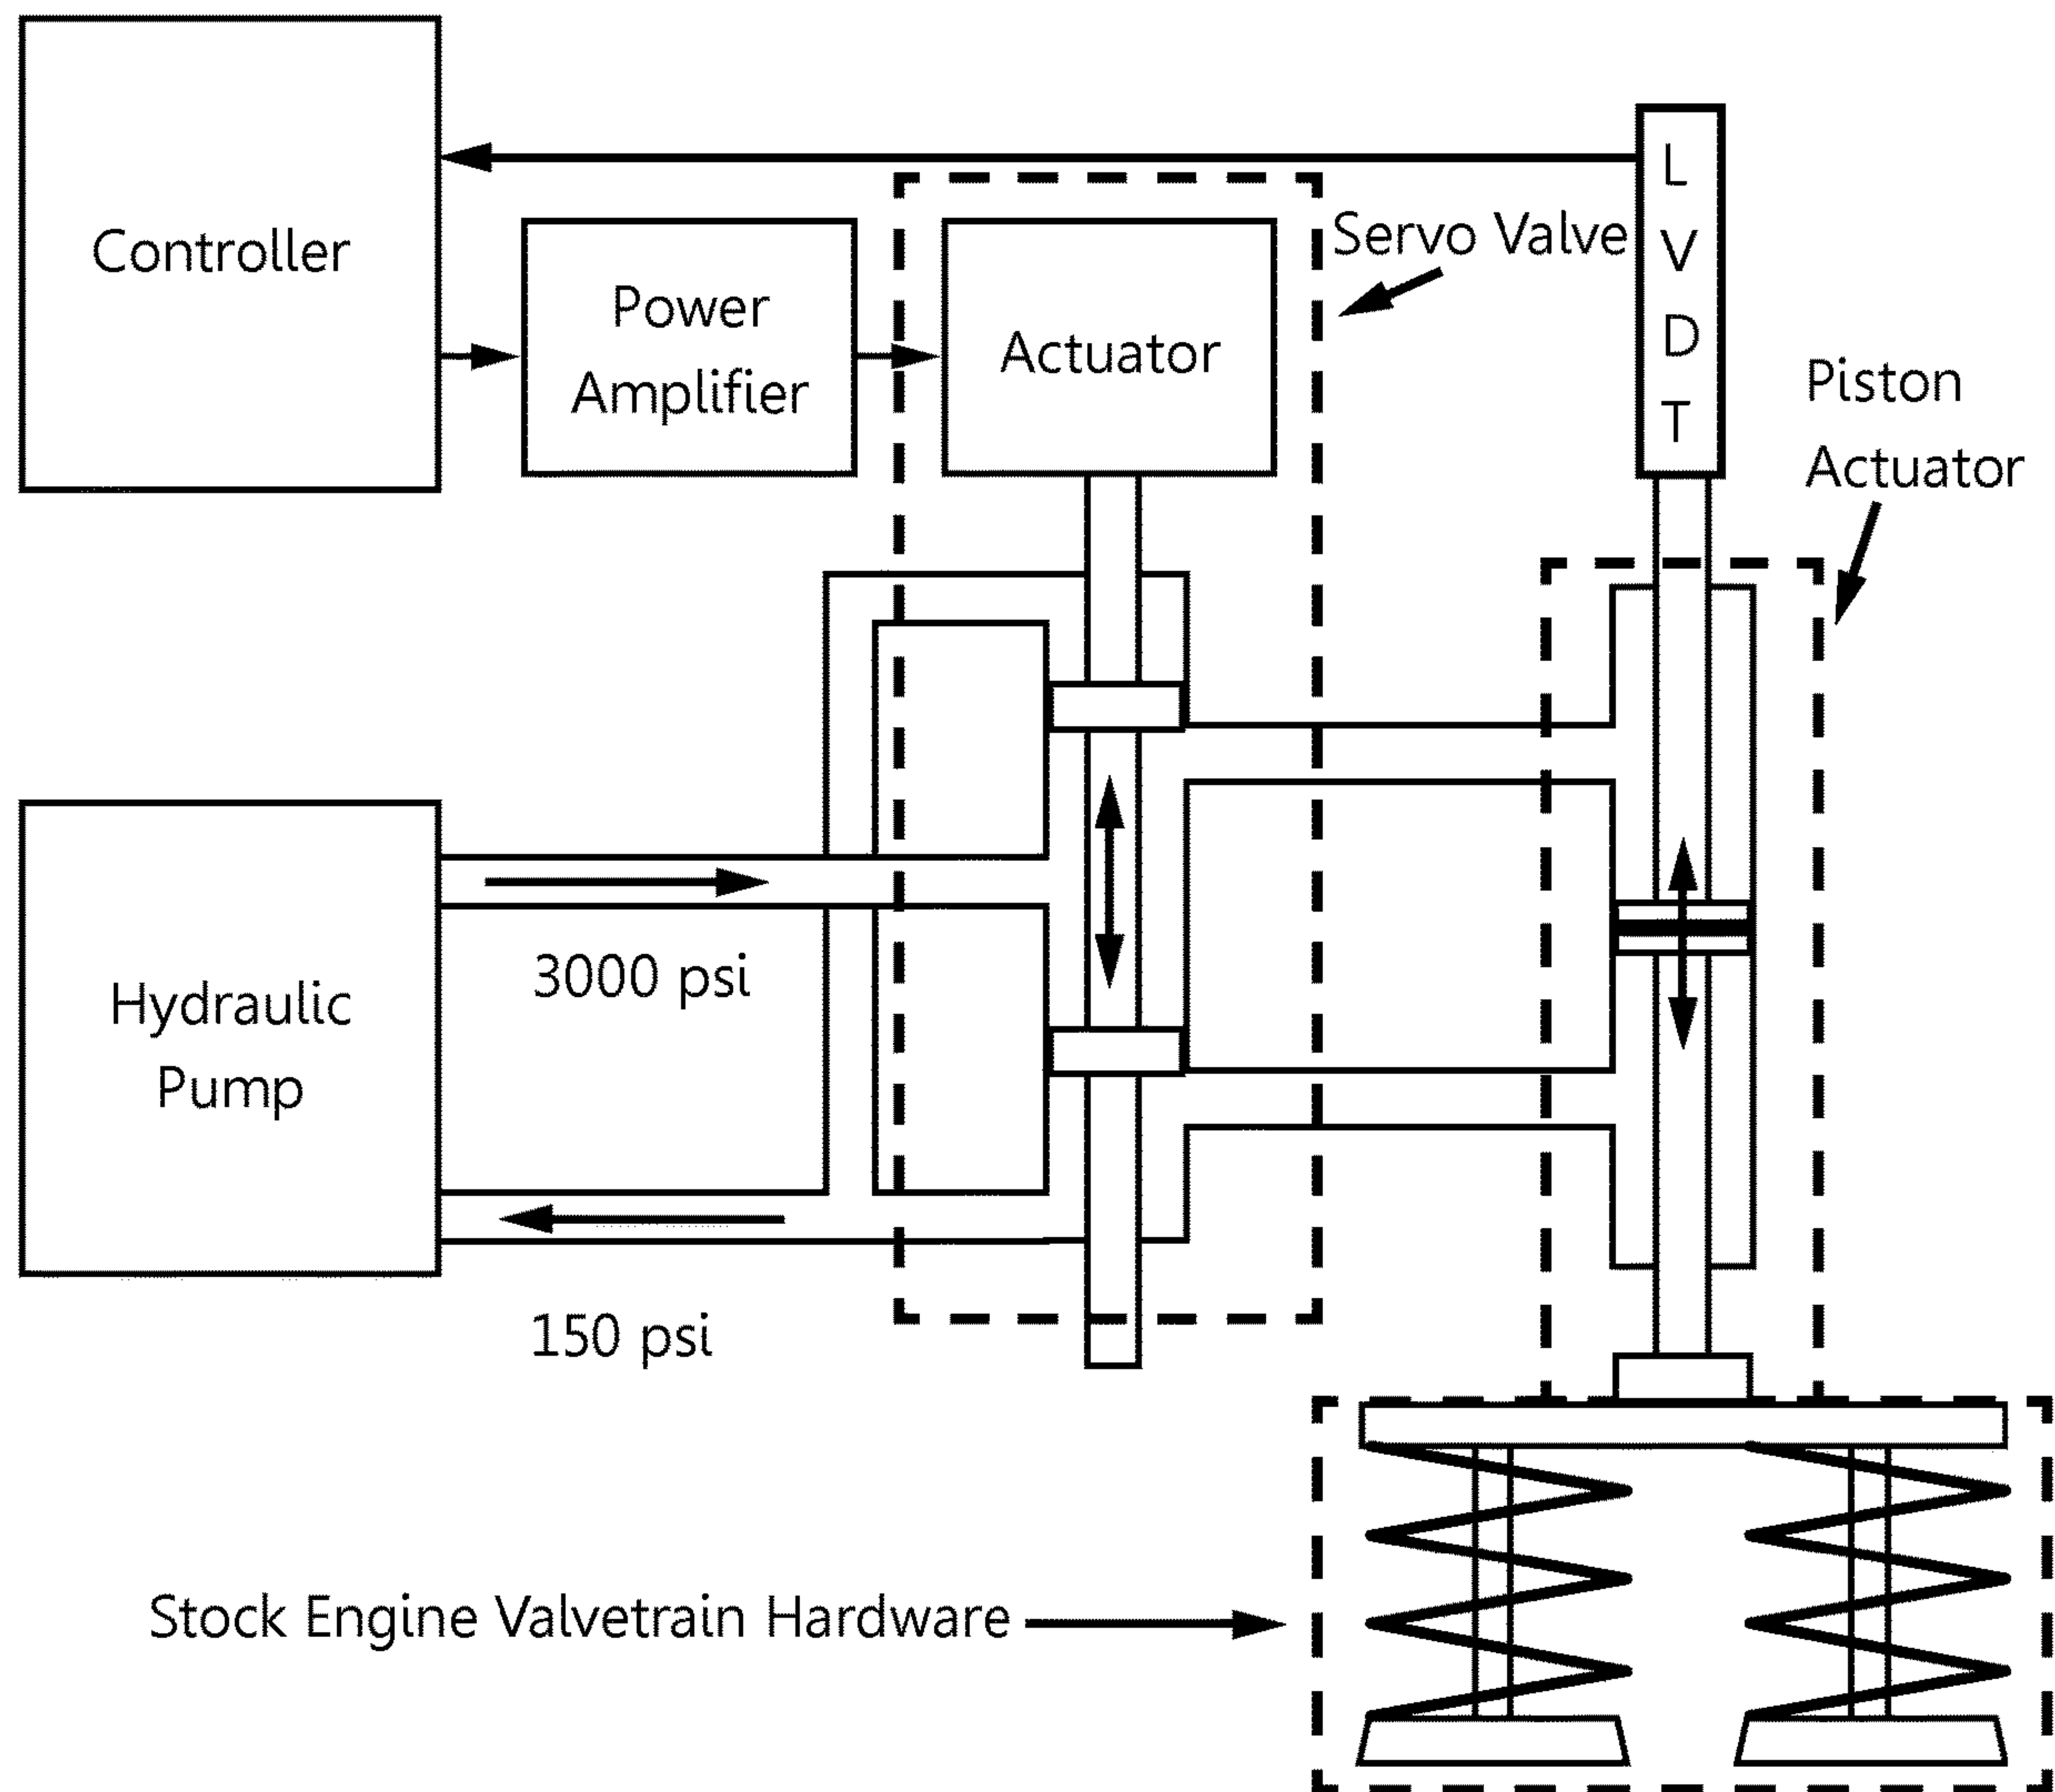 Controller
Power
Amplifier
Actuator
Servo Valve
L
V
D
T
Piston
Actuator
Hydraulic
Pump
3000 psi
150 psi
Stock Engine Valvetrain Hardware